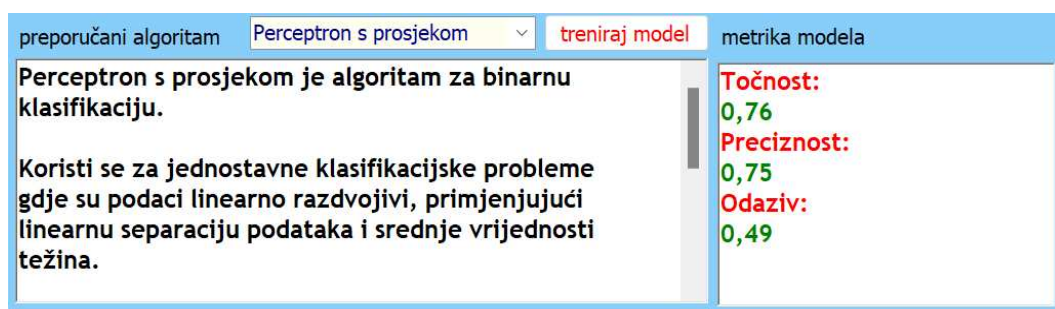 preporučani algoritam
Perceptron s prosjekom
treniraj model
metrika modela
Perceptron s prosjekom je algoritam za binarnu
klasifikaciju.
Koristi se za jednostavne klasifikacijske probleme
gdje su podaci linearno razdvojivi, primjenjujući
linearnu separaciju podataka i srednje vrijednosti
težina.
Točnost:
0,76
Preciznost:
0,75
Odaziv:
0,49